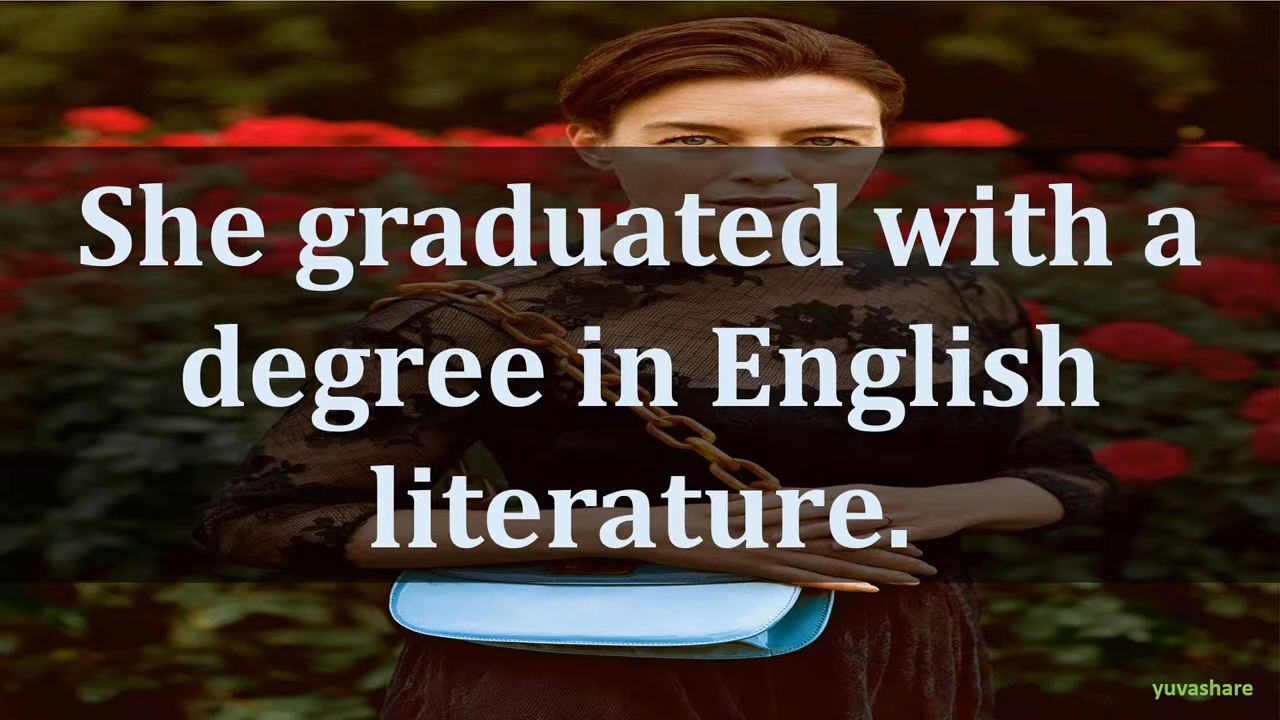 She graduated with a
degree in English
literature.
yuvashare